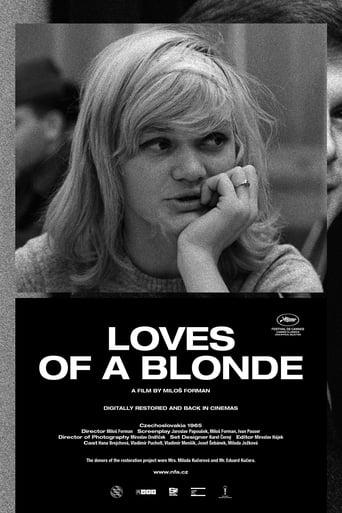 FESTIVAL DE CANNES
LOVES
OF A BLONDE
A FILM BY MILOŠ FORMAN
DIGITALLY RESTORED AND BACK IN CINEMAS
Czechoslovakia 1965
Director Miloš Forman Screenplay Jaroslav Papoušek, Miloš Forman, Ivan Passer
Director of Photography Miroslav Ondříček Set Designer Karel Černý Editor Miroslav Hájek
Cast Hana Brejchová, Vladimír Pucholt, Vladimír Menšík, Josef Šebánek, Milada Ježková
The donors of the restoration project were Mrs. Milada Kučerová and Mr. Eduard Kučera.
www.nfa.cz